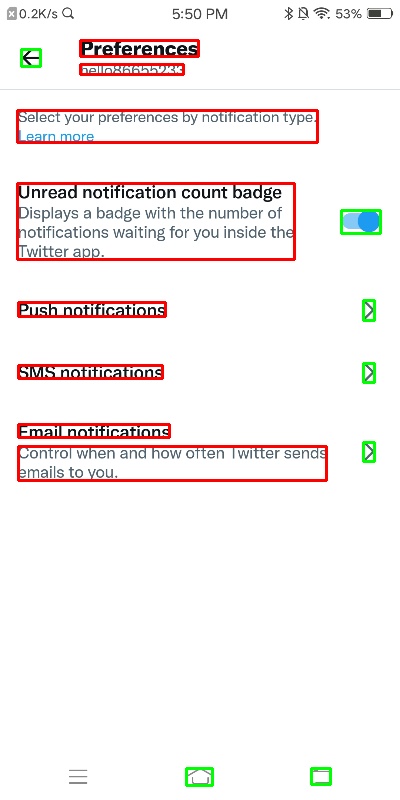 0.2K/s
5:50 PM
53%
Preferences
hello86655233
Select your preferences by notification type.
Learn more
Unread notification count badge
Displays a badge with the number of
notifications waiting for you inside the
Twitter app.
Push notifications
SMS notifications
Email notifications
Control when and how often Twitter sends
emails to you.